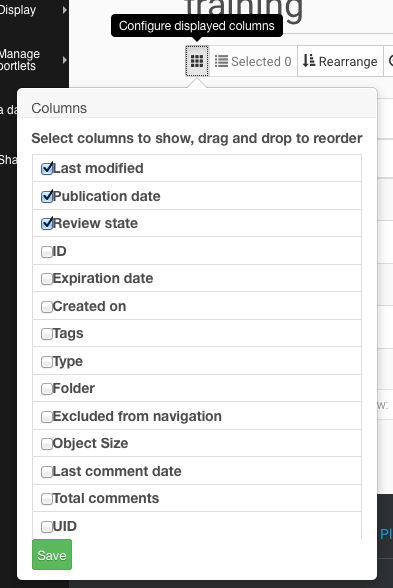 training
Display
Configure displayed columns
Manage
portlets
Selected 0
Rearrange
Columns
Select columns to show, drag and drop to reorder
Last modified
Publication date
Review state
ID
Expiration date
Created on
Tags
Type
Folder
Excluded from navigation
Object Size
Last comment date
Total comments
UID
Save